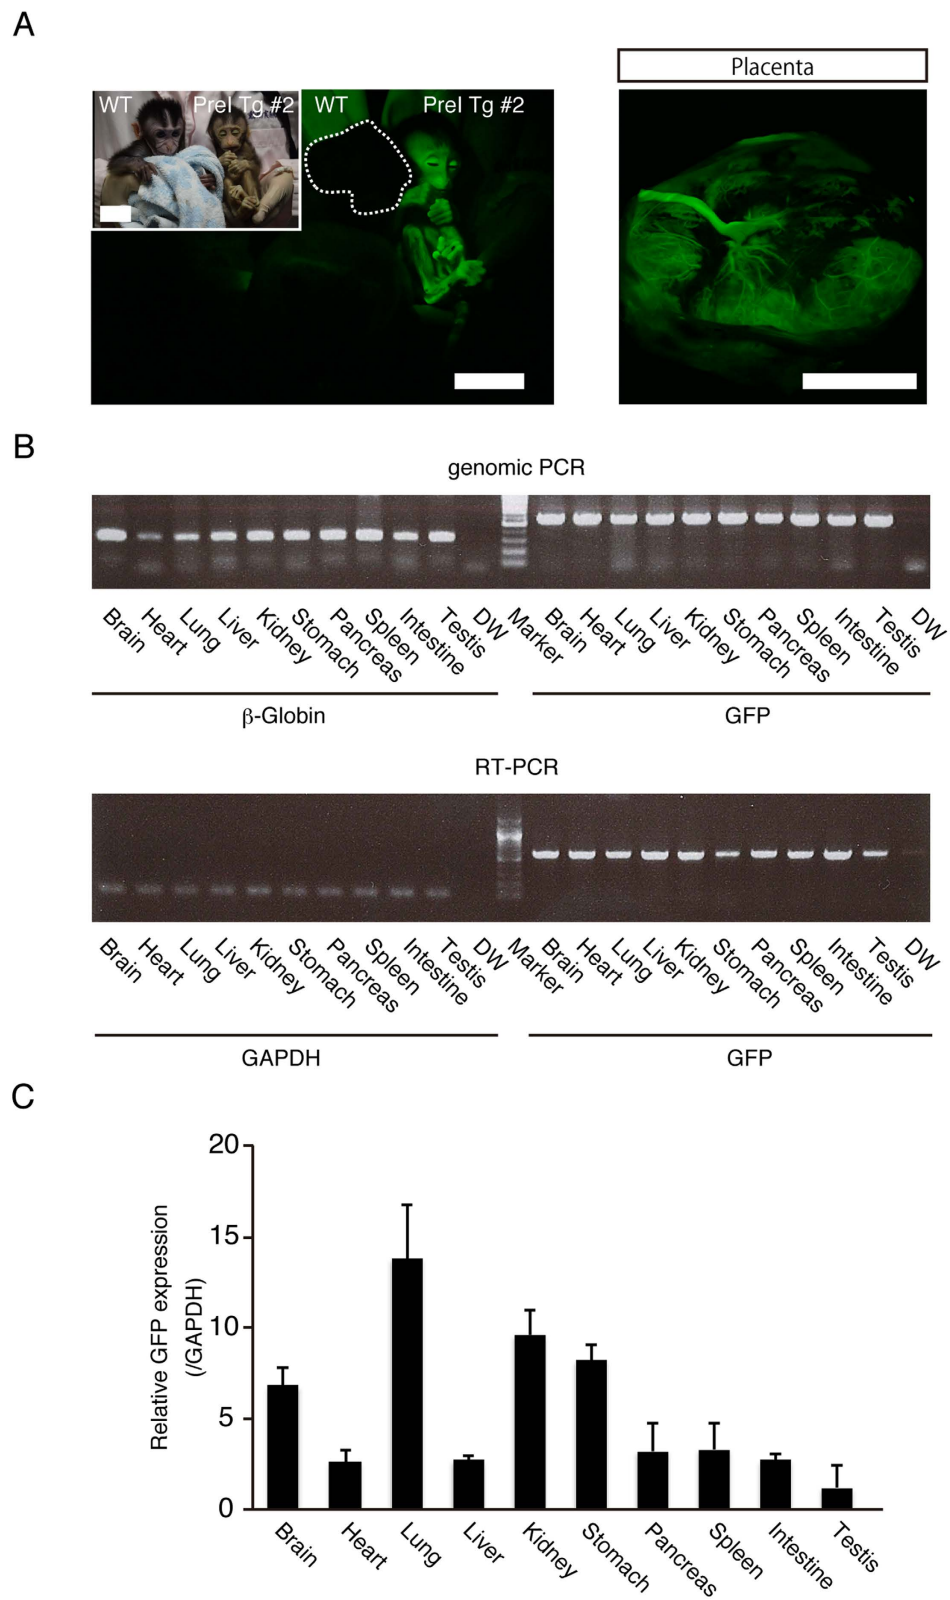 A
WT PreI Tg #2 WT PreI Tg #2
Placenta
B
genomic PCR
Brain Heart Lung Liver Kidney Stomach Pancreas Spleen Intestine Testis DW Marker Brain Heart Lung Liver Kidney Stomach Pancreas Spleen Intestine Testis DW
β-Globin GFP
RT-PCR
Brain Heart Lung Liver Kidney Stomach Pancreas Spleen Intestine Testis DW Marker Brain Heart Lung Liver Kidney Stomach Pancreas Spleen Intestine Testis DW
GAPDH GFP
C
Relative GFP expression
(/GAPDH)
20
15
10
5
0
Brain Heart Lung Liver Kidney Stomach Pancreas Spleen Intestine Testis